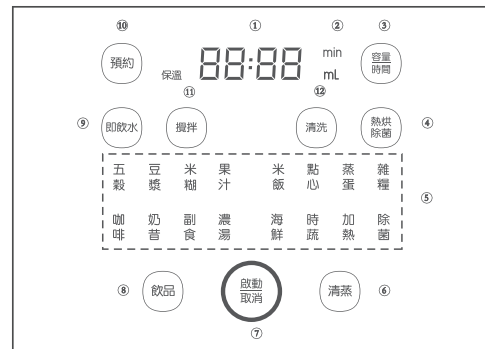 ⑩ ① ② ③
預約 保溫 88:88 min mL 容量 時間
⑪ ⑫
⑨ 即飲水 攪拌 清洗 熱烘 除菌 ④
五穀 豆漿 米糊 果汁 米飯 點心 蒸蛋 雜糧
⑤
咖啡 奶昔 副食 濃湯 海鮮 時蔬 加熱 除菌
⑧ 飲品 啟動 取消 清蒸 ⑥
⑦